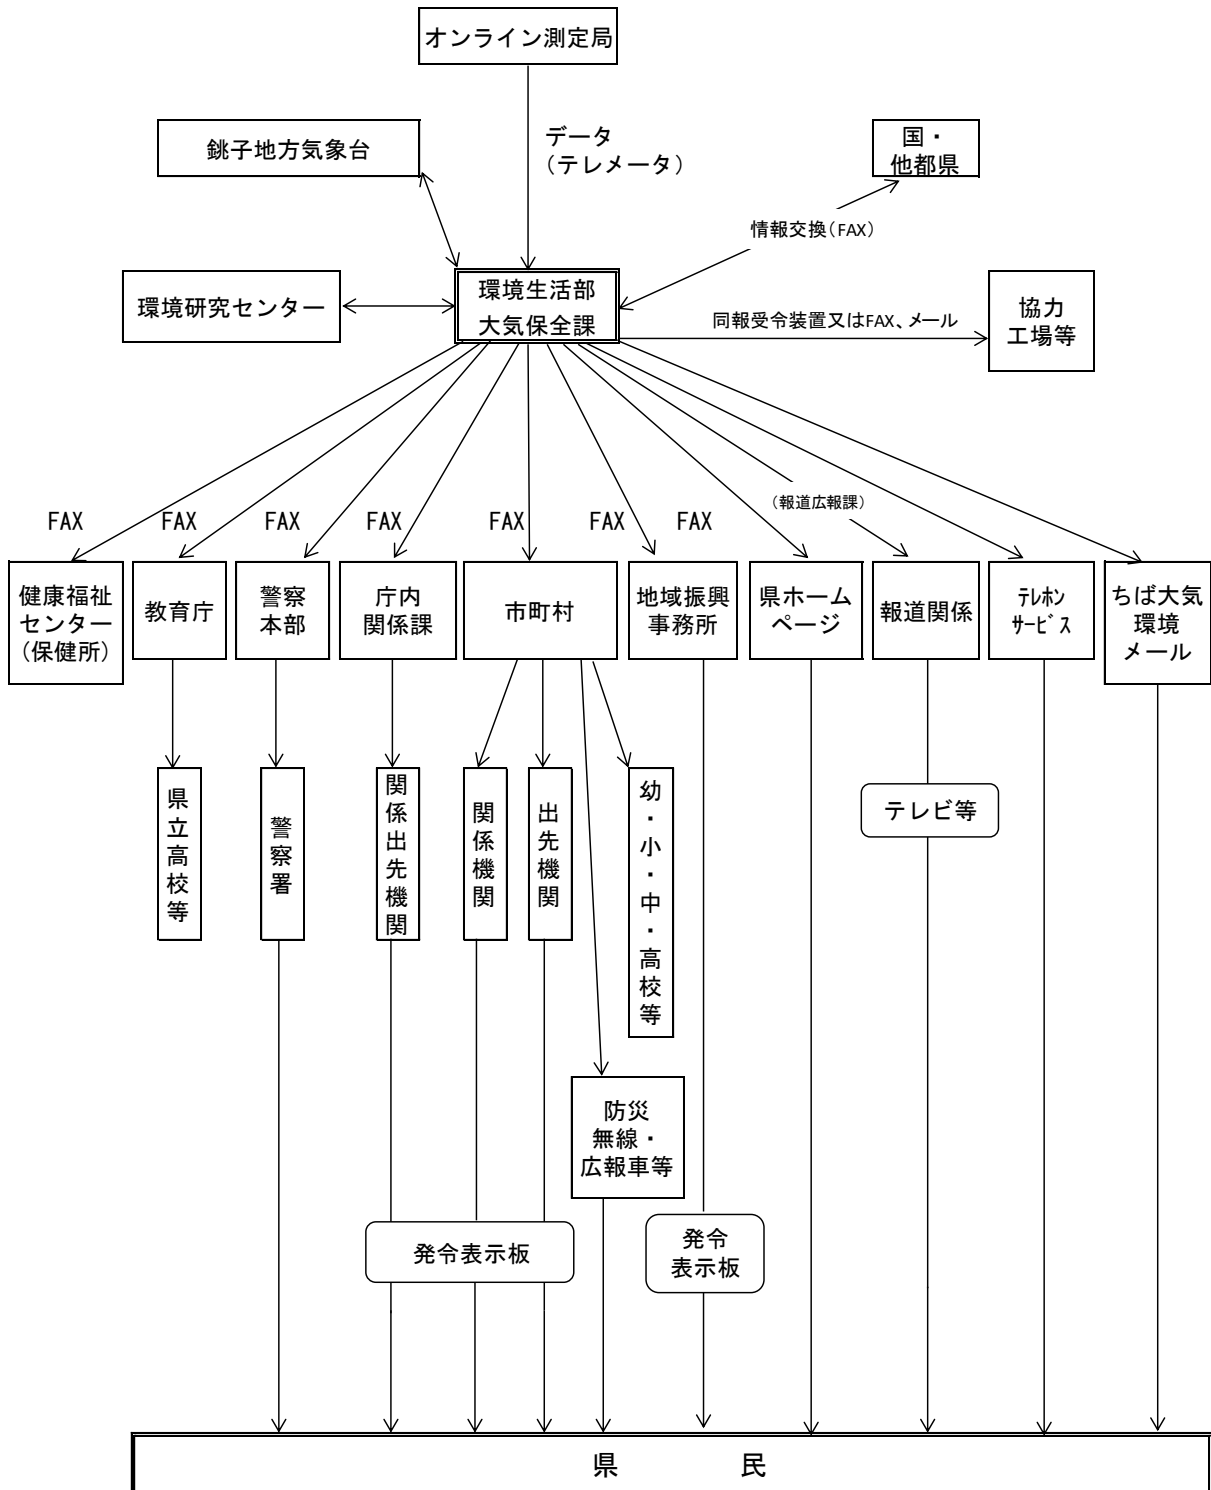 オンライン測定局
データ
（テレメータ）
銚子地方気象台
国・
他都県
情報交換（FAX）
環境研究センター
環境生活部
大気保全課
同報受令装置又はFAX、メール
協力
工場等
（報道広報課）
FAX
FAX
FAX
FAX
FAX
FAX
FAX
健康福祉
センター
（保健所）
教育庁
警察
本部
庁内
関係課
市町村
地域振興
事務所
県ホーム
ページ
報道関係
ﾃﾚﾎﾝ
ｻｰﾋﾞｽ
ちば大気
環境
メール
県立高校等
警察署
関係出先機関
関係機関
出先機関
幼・小・中・高校等
テレビ等
防災
無線・
広報車等
発令表示板
発令
表示板
県　民